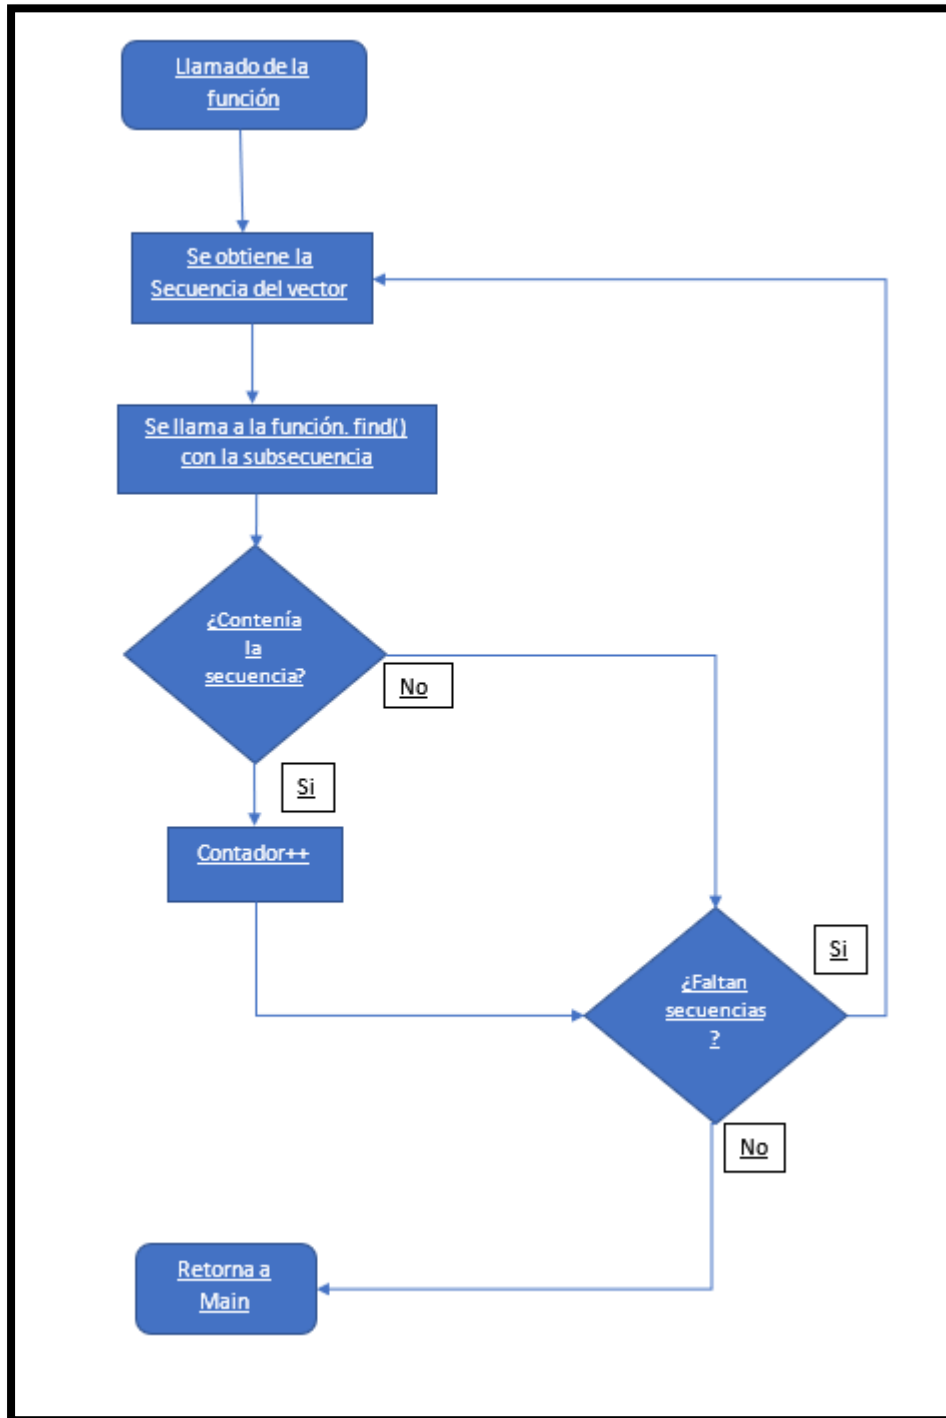 Llamado de la
función
Se obtiene la
Secuencia del vector
Se llama a la función. find()
con la subsecuencia
¿Contenía
la
secuencia?
No
Si
Contador++
Si
¿Faltan
secuencias
?
No
Retorna a
Main